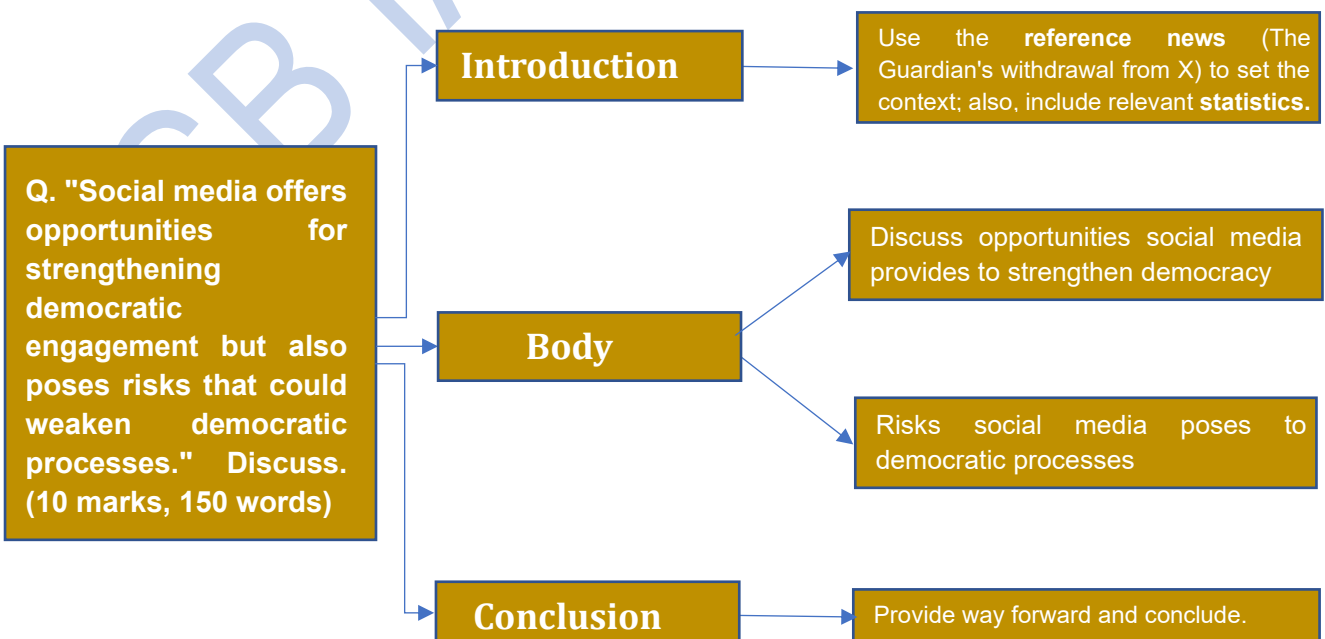 Introduction
Use the reference news (The
Guardian's withdrawal from X) to set the
context; also, include relevant statistics.
Q. "Social media offers
opportunities for
strengthening
democratic
engagement but also
poses risks that could
weaken democratic
processes." Discuss.
(10 marks, 150 words)
Discuss opportunities social media
provides to strengthen democracy
Body
Risks social media poses to
democratic processes
Conclusion
Provide way forward and conclude.